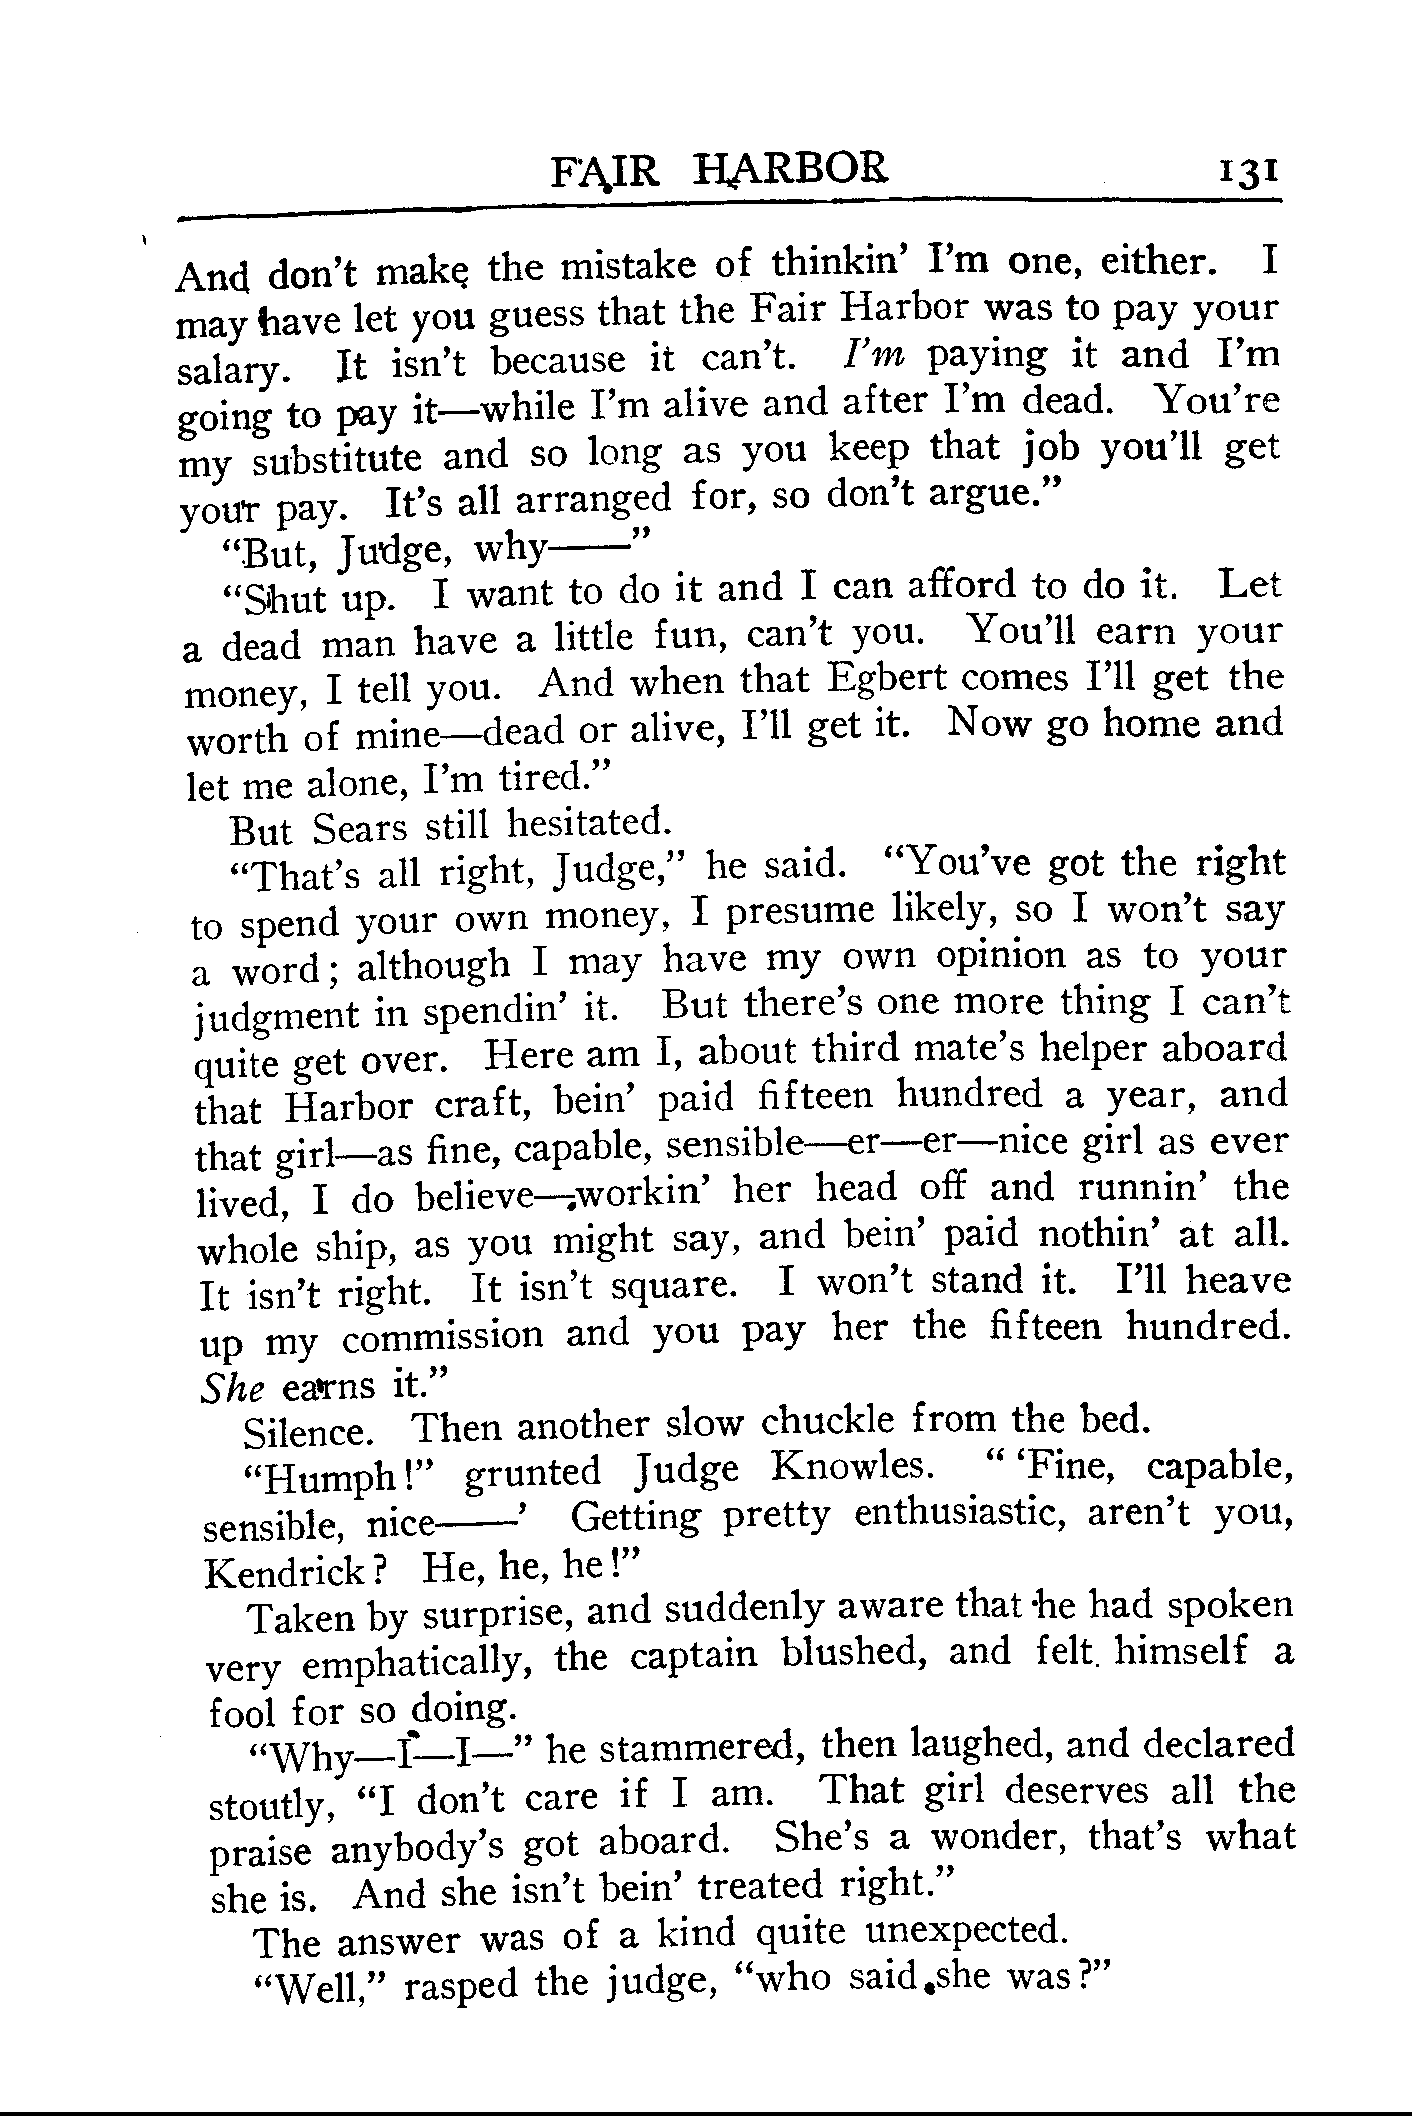 FAIR HARBOR 131
And don't make the mistake of thinkin' I'm one, either. I
may have let you guess that the Fair Harbor was to pay your
salary. It isn't because it can't. I'm paying it and I'm
going to pay it—while I'm alive and after I'm dead. You're
my substitute and so long as you keep that job you'll get
your pay. It's all arranged for, so don't argue."
"But, Judge, why——"
"Shut up. I want to do it and I can afford to do it. Let
a dead man have a little fun, can't you. You'll earn your
money, I tell you. And when that Egbert comes I'll get the
worth of mine—dead or alive, I'll get it. Now go home and
let me alone, I'm tired."
But Sears still hesitated.
"That's all right, Judge," he said. "You've got the right
to spend your own money, I presume likely, so I won't say
a word; although I may have my own opinion as to your
judgment in spendin' it. But there's one more thing I can't
quite get over. Here am I, about third mate's helper aboard
that Harbor craft, bein' paid fifteen hundred a year, and
that girl—as fine, capable, sensible—er—er—nice girl as ever
lived, I do believe—workin' her head off and runnin' the
whole ship, as you might say, and bein' paid nothin' at all.
It isn't right. It isn't square. I won't stand it. I'll heave
up my commission and you pay her the fifteen hundred.
She earns it."
Silence. Then another slow chuckle from the bed.
"Humph!" grunted Judge Knowles. " 'Fine, capable,
sensible, nice——' Getting pretty enthusiastic, aren't you,
Kendrick? He, he, he!"
Taken by surprise, and suddenly aware that he had spoken
very emphatically, the captain blushed, and felt himself a
fool for so doing.
"Why—I—I—" he stammered, then laughed, and declared
stoutly, "I don't care if I am. That girl deserves all the
praise anybody's got aboard. She's a wonder, that's what
she is. And she isn't bein' treated right."
The answer was of a kind quite unexpected.
"Well," rasped the judge, "who said she was?"